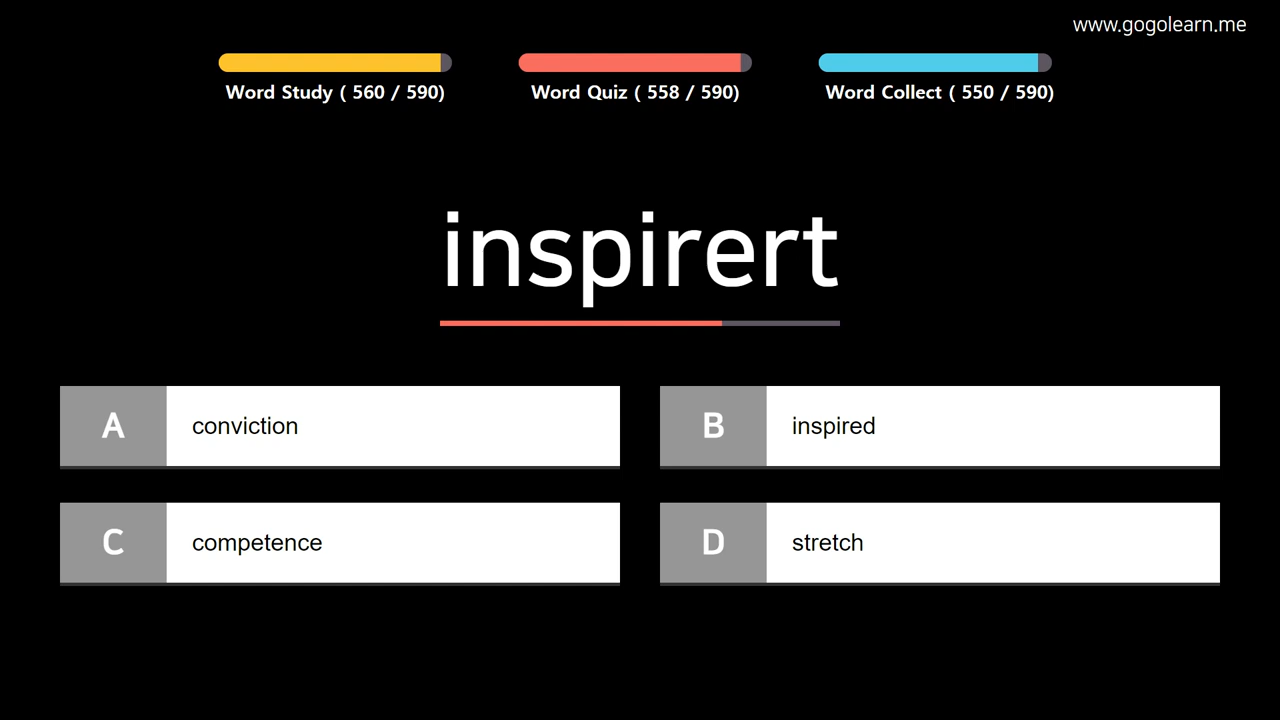 www.gogolearn.me
Word Study ( 560 / 590)
Word Quiz ( 558 / 590)
Word Collect ( 550 / 590)
inspirert
A conviction
B inspired
C competence
D stretch